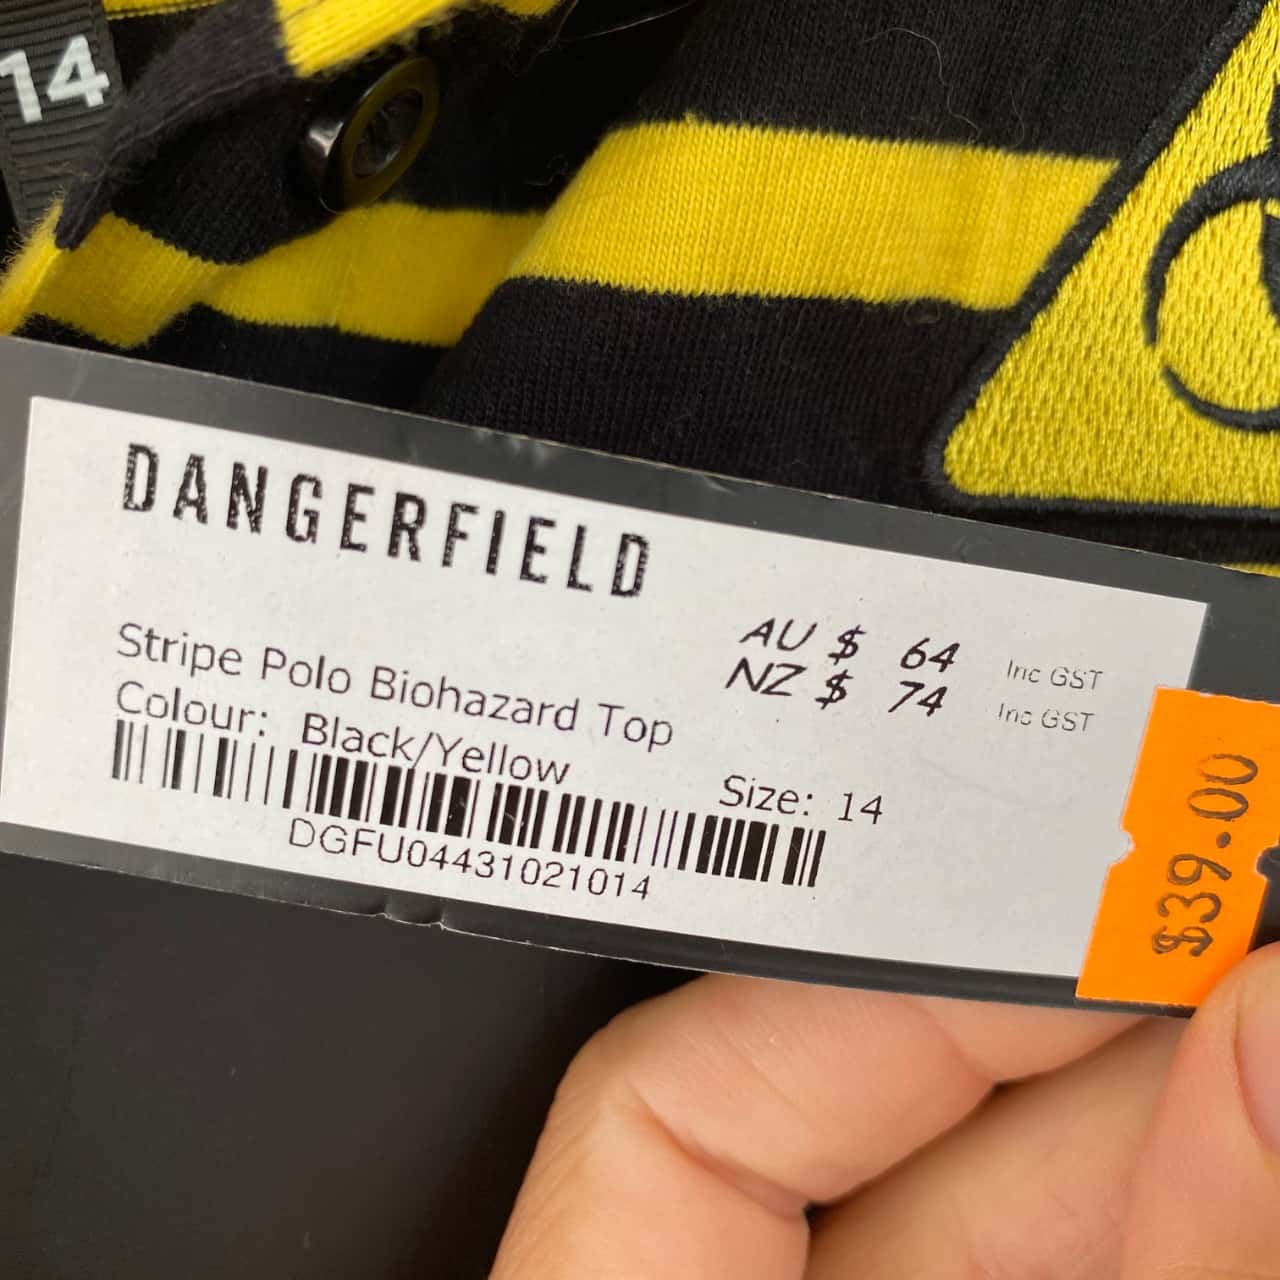 14
DANGERFIELD
AU $ 64 Inc GST
NZ $ 74 Inc GST
Stripe Polo Biohazard Top
Colour: Black/Yellow
Size: 14
DGFU04431021014
$39.00